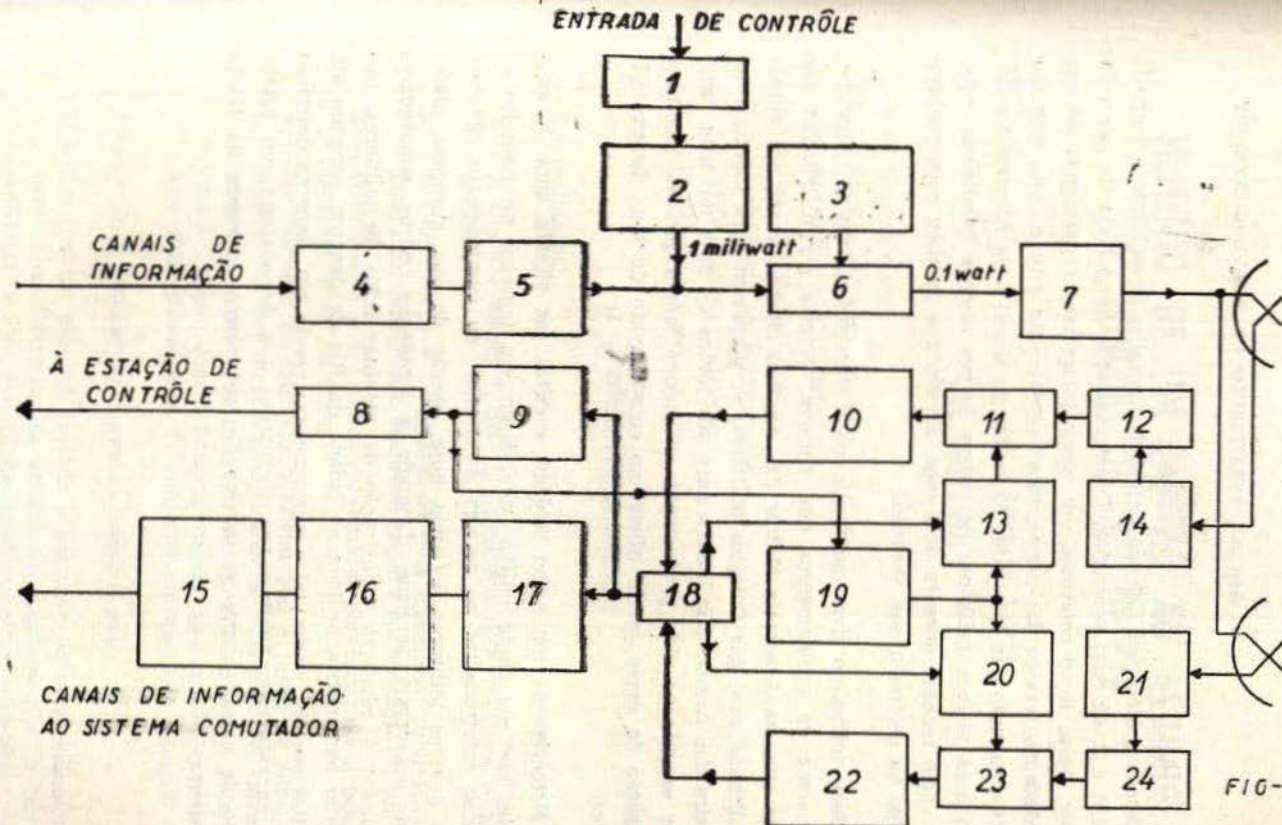 ENTRADA DE CONTRÔLE
1
2
3
1 miliwatt
CANAIS DE
INFORMAÇÃO
4
5
6
0.1 watt
7
À ESTAÇÃO DE
CONTRÔLE
8
9
10
11
12
13
14
15
16
17
18
19
20
21
CANAIS DE INFORMAÇÃO
AO SISTEMA COMUTADOR
22
23
24
FIG-